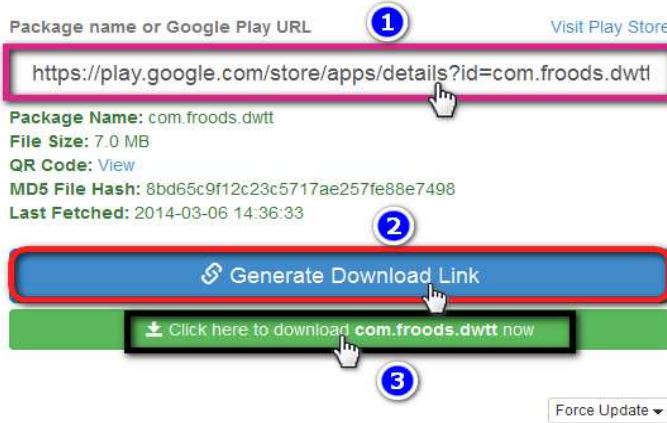 1
Package name or Google Play URL Visit Play Store
https://play.google.com/store/apps/details?id=com.froods.dwtt
Package Name: com.froods.dwtt
File Size: 7.0 MB
QR Code: View
MD5 File Hash: 8bd65c9f12c23c5717ae257fe88e7498
Last Fetched: 2014-03-06 14:36:33
2
Generate Download Link
Click here to download com.froods.dwtt now
3
Force Update